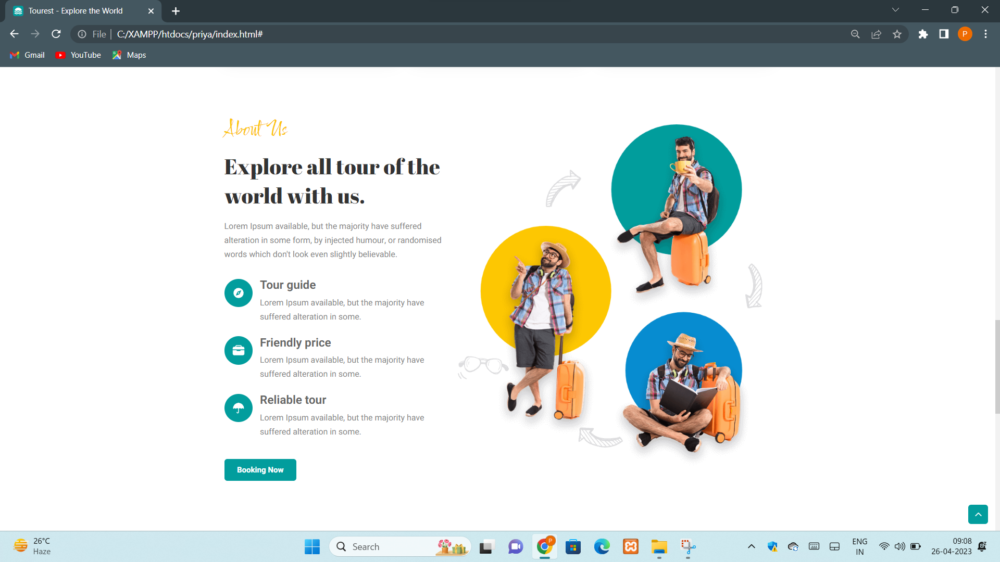 Tourest - Explore the World
File
C:/XAMPP/htdocs/priya/index.html#
P
Gmail
YouTube
Maps
About Us
Explore all tour of the
world with us.
Lorem Ipsum available, but the majority have suffered
alteration in some form, by injected humour, or randomised
words which don't look even slightly believable.
Tour guide
Lorem Ipsum available, but the majority have
suffered alteration in some.
Friendly price
Lorem Ipsum available, but the majority have
suffered alteration in some.
Reliable tour
Lorem Ipsum available, but the majority have
suffered alteration in some.
Booking Now
26°C
Haze
Search
P
ENG
IN
09:08
26-04-2023